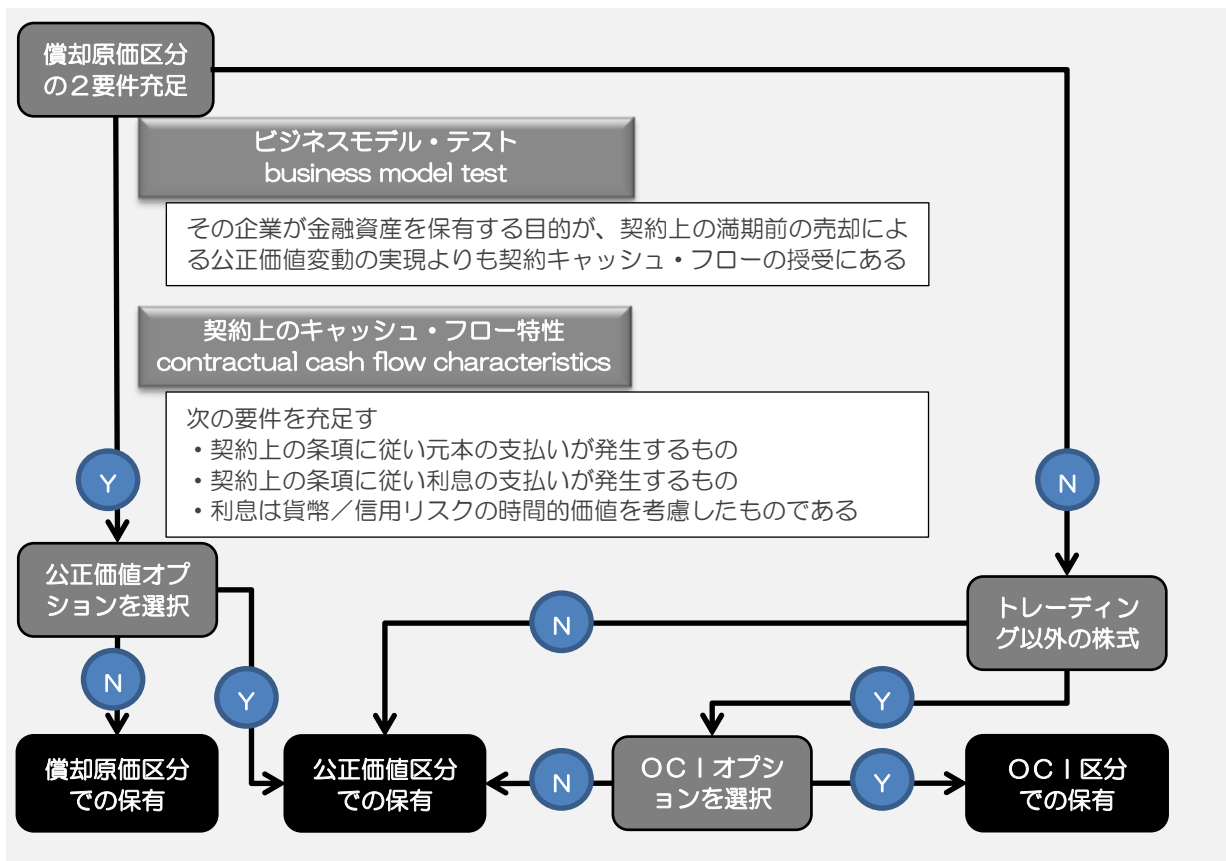 償却原価区分
の２要件充足
ビジネスモデル・テスト
business model test
その企業が金融資産を保有する目的が、契約上の満期前の売却によ
る公正価値変動の実現よりも契約キャッシュ・フローの授受にある
契約上のキャッシュ・フロー特性
contractual cash flow characteristics
次の要件を充足す
・契約上の条項に従い元本の支払いが発生するもの
・契約上の条項に従い利息の支払いが発生するもの
・利息は貨幣／信用リスクの時間的価値を考慮したものである
Y
N
公正価値オプ
ションを選択
トレーディン
グ以外の株式
N
N
Y
Y
償却原価区分
での保有
公正価値区分
での保有
N
ＯＣＩオプシ
ョンを選択
Y
ＯＣＩ区分
での保有